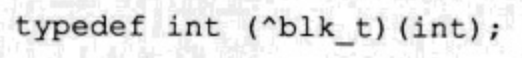 typedef int (^blk_t)(int);